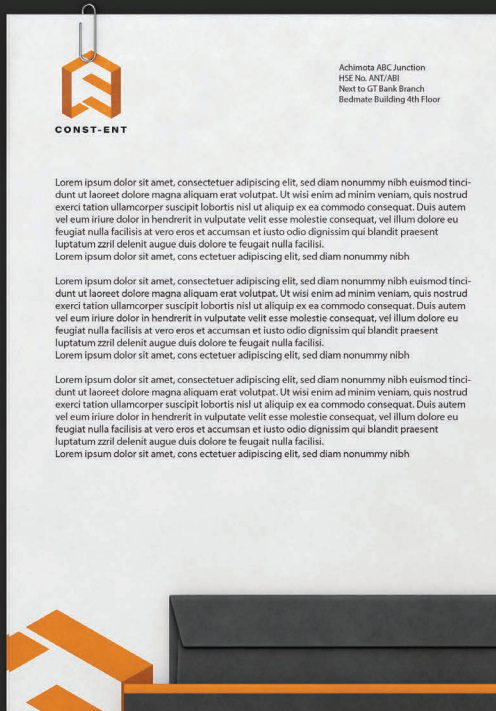 CONST-ENT
Achimota ABC Junction
HSE No. ANT/ABI
Next to GT Bank Branch
Bedmate Building 4th Floor
Lorem ipsum dolor sit amet, consectetuer adipiscing elit, sed diam nonummy nibh euismod tinci-
dunt ut laoreet dolore magna aliquam erat volutpat. Ut wisi enim ad minim veniam, quis nostrud
exerci tation ullamcorper suscipit lobortis nisl ut aliquip ex ea commodo consequat. Duis autem
vel eum iriure dolor in hendrerit in vulputate velit esse molestie consequat, vel illum dolore eu
feugiat nulla facilisis at vero eros et accumsan et iusto odio dignissim qui blandit praesent
luptatum zzril delenit augue duis dolore te feugait nulla facilisi.
Lorem ipsum dolor sit amet, cons ectetuer adipiscing elit, sed diam nonummy nibh
Lorem ipsum dolor sit amet, consectetuer adipiscing elit, sed diam nonummy nibh euismod tinci-
dunt ut laoreet dolore magna aliquam erat volutpat. Ut wisi enim ad minim veniam, quis nostrud
exerci tation ullamcorper suscipit lobortis nisl ut aliquip ex ea commodo consequat. Duis autem
vel eum iriure dolor in hendrerit in vulputate velit esse molestie consequat, vel illum dolore eu
feugiat nulla facilisis at vero eros et accumsan et iusto odio dignissim qui blandit praesent
luptatum zzril delenit augue duis dolore te feugait nulla facilisi.
Lorem ipsum dolor sit amet, cons ectetuer adipiscing elit, sed diam nonummy nibh
Lorem ipsum dolor sit amet, consectetuer adipiscing elit, sed diam nonummy nibh euismod tinci-
dunt ut laoreet dolore magna aliquam erat volutpat. Ut wisi enim ad minim veniam, quis nostrud
exerci tation ullamcorper suscipit lobortis nisl ut aliquip ex ea commodo consequat. Duis autem
vel eum iriure dolor in hendrerit in vulputate velit esse molestie consequat, vel illum dolore eu
feugiat nulla facilisis at vero eros et accumsan et iusto odio dignissim qui blandit praesent
luptatum zzril delenit augue duis dolore te feugait nulla facilisi.
Lorem ipsum dolor sit amet, cons ectetuer adipiscing elit, sed diam nonummy nibh